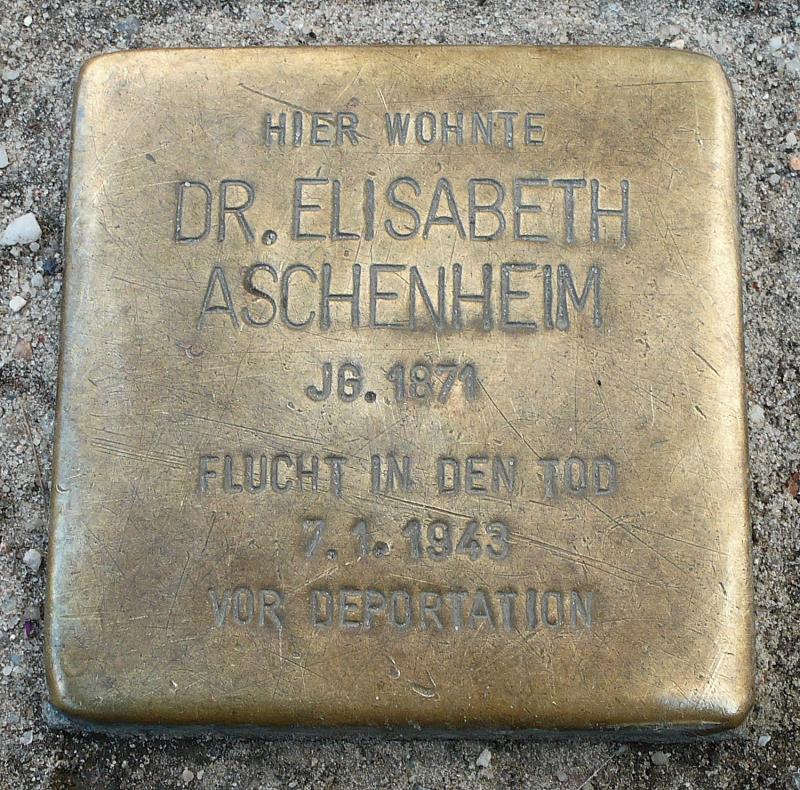 HIER WOHNTE
DR. ELISABETH
ASCHENHEIM
JG. 1871
FLUCHT IN DEN TOD
7.1.1943
VOR DEPORTATION